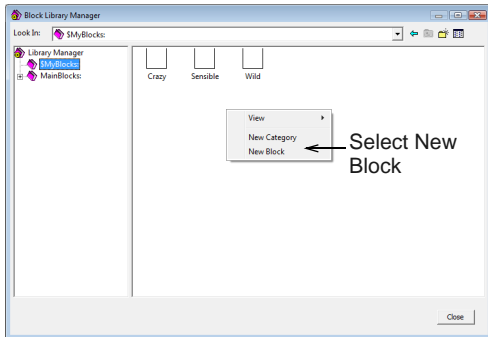 Block Library Manager
Look In: $MyBlocks:
Library Manager
$MyBlocks:
MainBlocks:
Crazy Sensible Wild
View
New Category
New Block
Select New
Block
Close